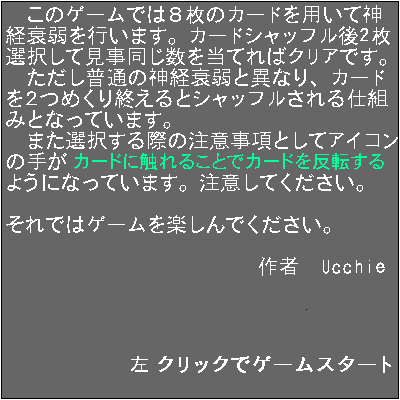 このゲームでは８枚のカードを用いて神
経衰弱を行います。カードシャッフル後２枚
選択して見事同じ数を当てればクリアです。
ただし普通の神経衰弱と異なり、カード
を２つめくり終えるとシャッフルされる仕組
みとなっています。
また選択する際の注意事項としてアイコン
の手が カードに触れることでカードを反転する
ようになっています。注意してください。
それではゲームを楽しんでください。
作者　Ucchie
左 クリックでゲームスタート